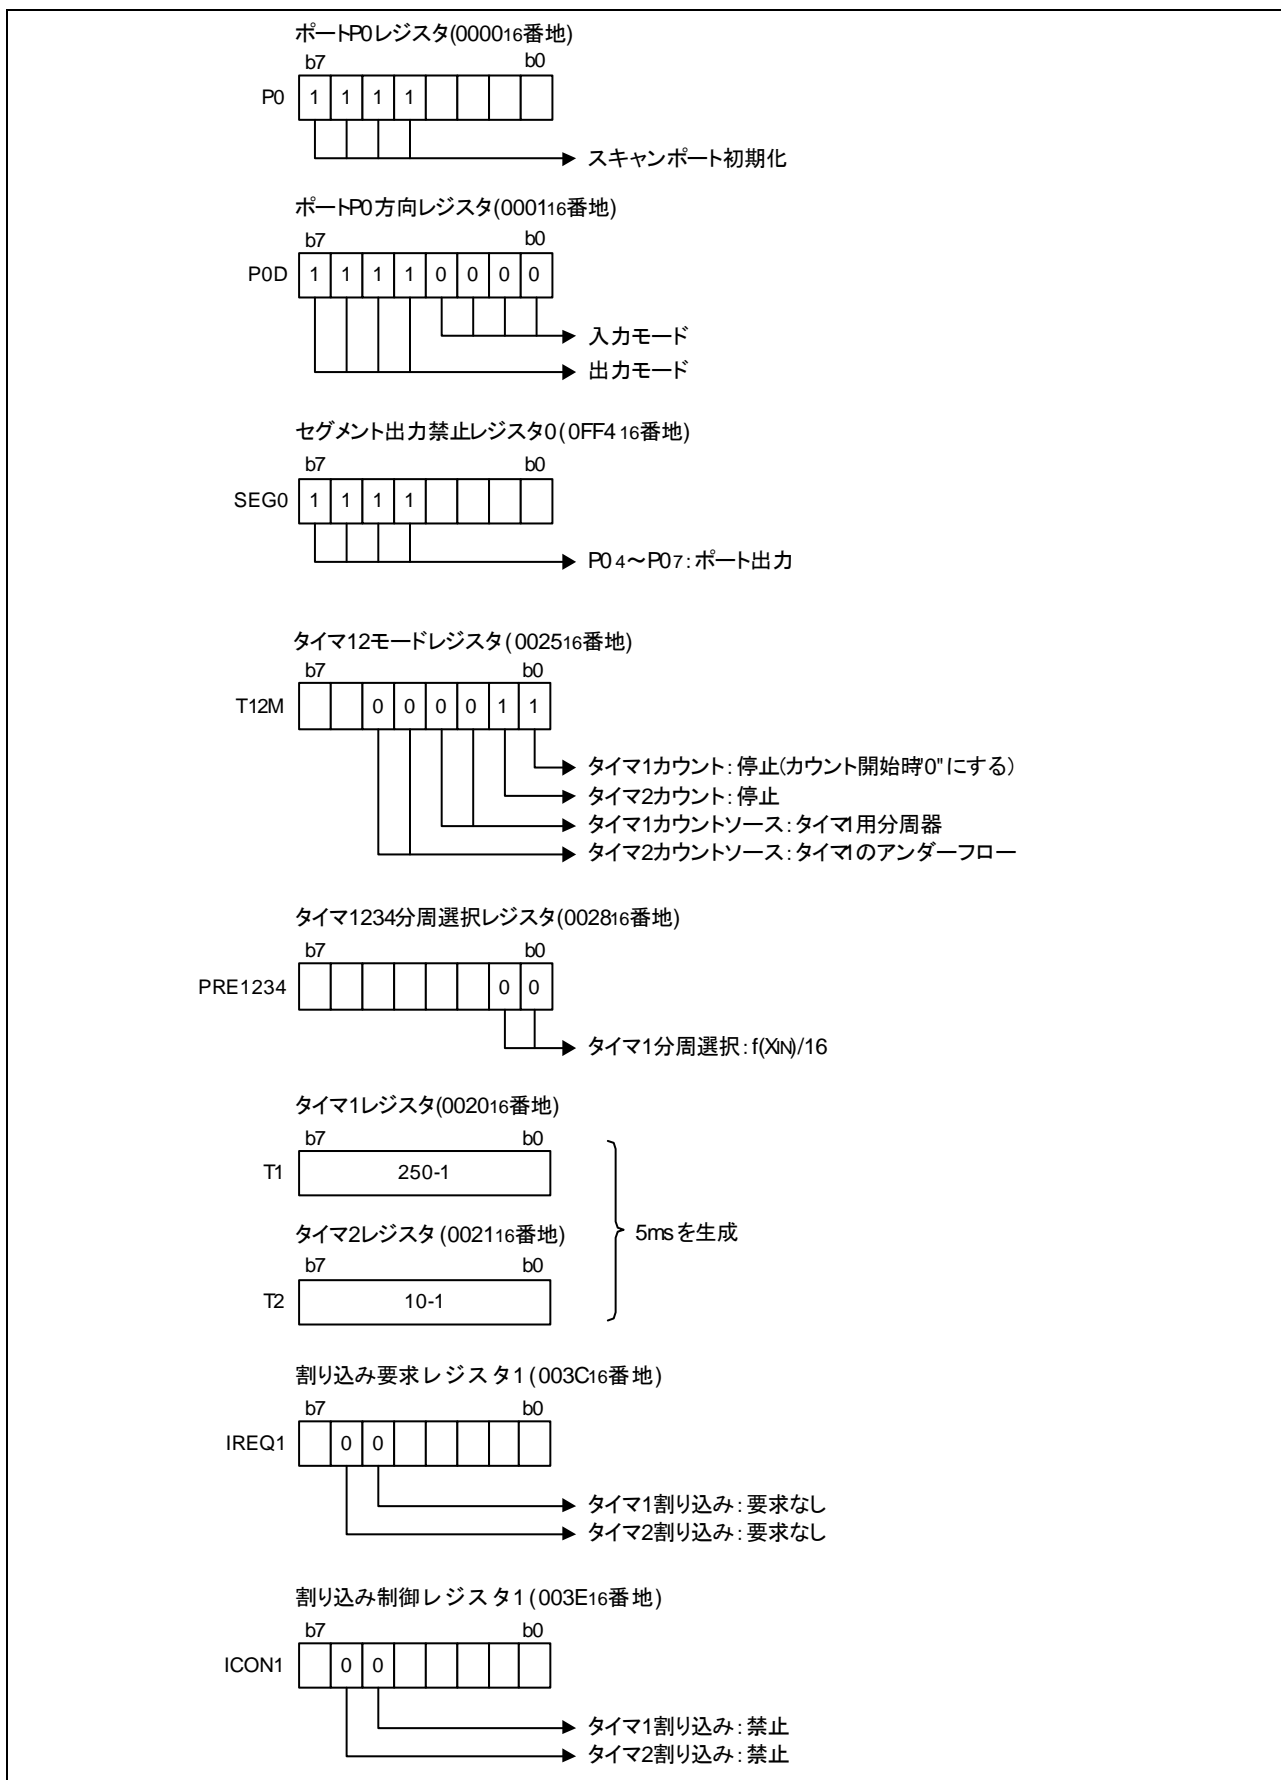 ポートP0レジスタ(000016番地)
b7 b0
P0 1 1 1 1
スキャンポート初期化
ポートP0方向レジスタ(000116番地)
b7 b0
P0D 1 1 1 1 0 0 0 0
入力モード
出力モード
セグメント出力禁止レジスタ0(0FF416番地)
b7 b0
SEG0 1 1 1 1
P04～P07:ポート出力
タイマ12モードレジスタ(002516番地)
b7 b0
T12M 0 0 0 0 1 1
タイマ1カウント:停止(カウント開始時"0"にする)
タイマ2カウント:停止
タイマ1カウントソース:タイマ1用分周器
タイマ2カウントソース:タイマ1のアンダーフロー
タイマ1234分周選択レジスタ(002816番地)
b7 b0
PRE1234 0 0
タイマ1分周選択:f(XIN)/16
タイマ1レジスタ(002016番地)
b7 b0
T1 250-1
タイマ2レジスタ(002116番地)
5msを生成
b7 b0
T2 10-1
割り込み要求レジスタ1(003C16番地)
b7 b0
IREQ1 0 0
タイマ1割り込み:要求なし
タイマ2割り込み:要求なし
割り込み制御レジスタ1(003E16番地)
b7 b0
ICON1 0 0
タイマ1割り込み:禁止
タイマ2割り込み:禁止